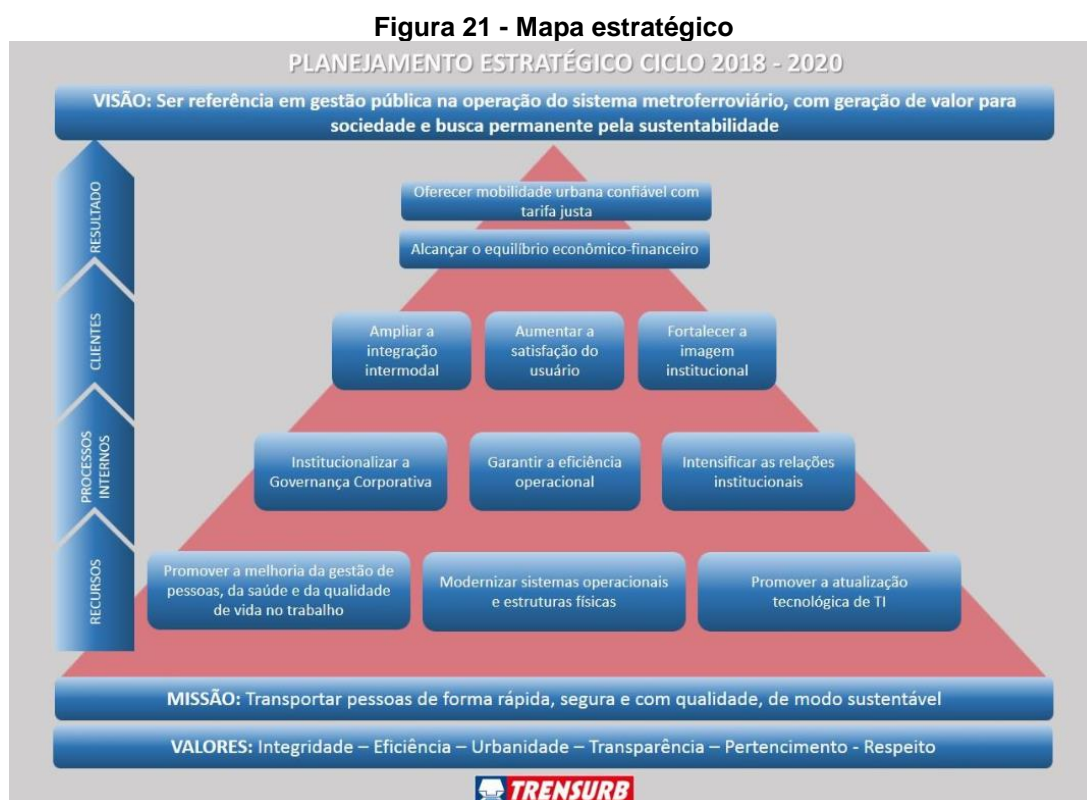 Figura 21 - Mapa estratégico
PLANEJAMENTO ESTRATÉGICO CICLO 2018 - 2020
VISÃO: Ser referência em gestão pública na operação do sistema metroferroviário, com geração de valor para
sociedade e busca permanente pela sustentabilidade
RESULTADO
Oferecer mobilidade urbana confiável com
tarifa justa
Alcançar o equilíbrio econômico-financeiro
CLIENTES
Ampliar a
integração
intermodal
Aumentar a
satisfação do
usuário
Fortalecer a
imagem
institucional
PROCESSOS
INTERNOS
Institucionalizar a
Governança Corporativa
Garantir a eficiência
operacional
Intensificar as relações
institucionais
RECURSOS
Promover a melhoria da gestão de
pessoas, da saúde e da qualidade
de vida no trabalho
Modernizar sistemas operacionais
e estruturas físicas
Promover a atualização
tecnológica de TI
MISSÃO: Transportar pessoas de forma rápida, segura e com qualidade, de modo sustentável
VALORES: Integridade – Eficiência – Urbanidade – Transparência – Pertencimento - Respeito
TRENSURB